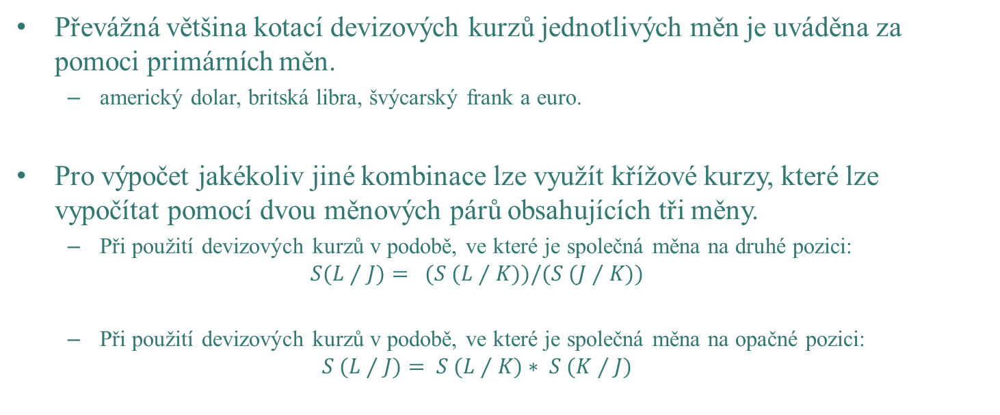 • Převážná většina kotací devizových kurzů jednotlivých měn je uváděna za
pomoci primárních měn.
– americký dolar, britská libra, švýcarský frank a euro.
• Pro výpočet jakékoliv jiné kombinace lze využít křížové kurzy, které lze
vypočítat pomocí dvou měnových párů obsahujících tři měny.
– Při použití devizových kurzů v podobě, ve které je společná měna na druhé pozici:
S(L / J) = (S (L / K))/(S (J / K))
– Při použití devizových kurzů v podobě, ve které je společná měna na opačné pozici:
S (L / J) = S (L / K) ∗ S (K / J)